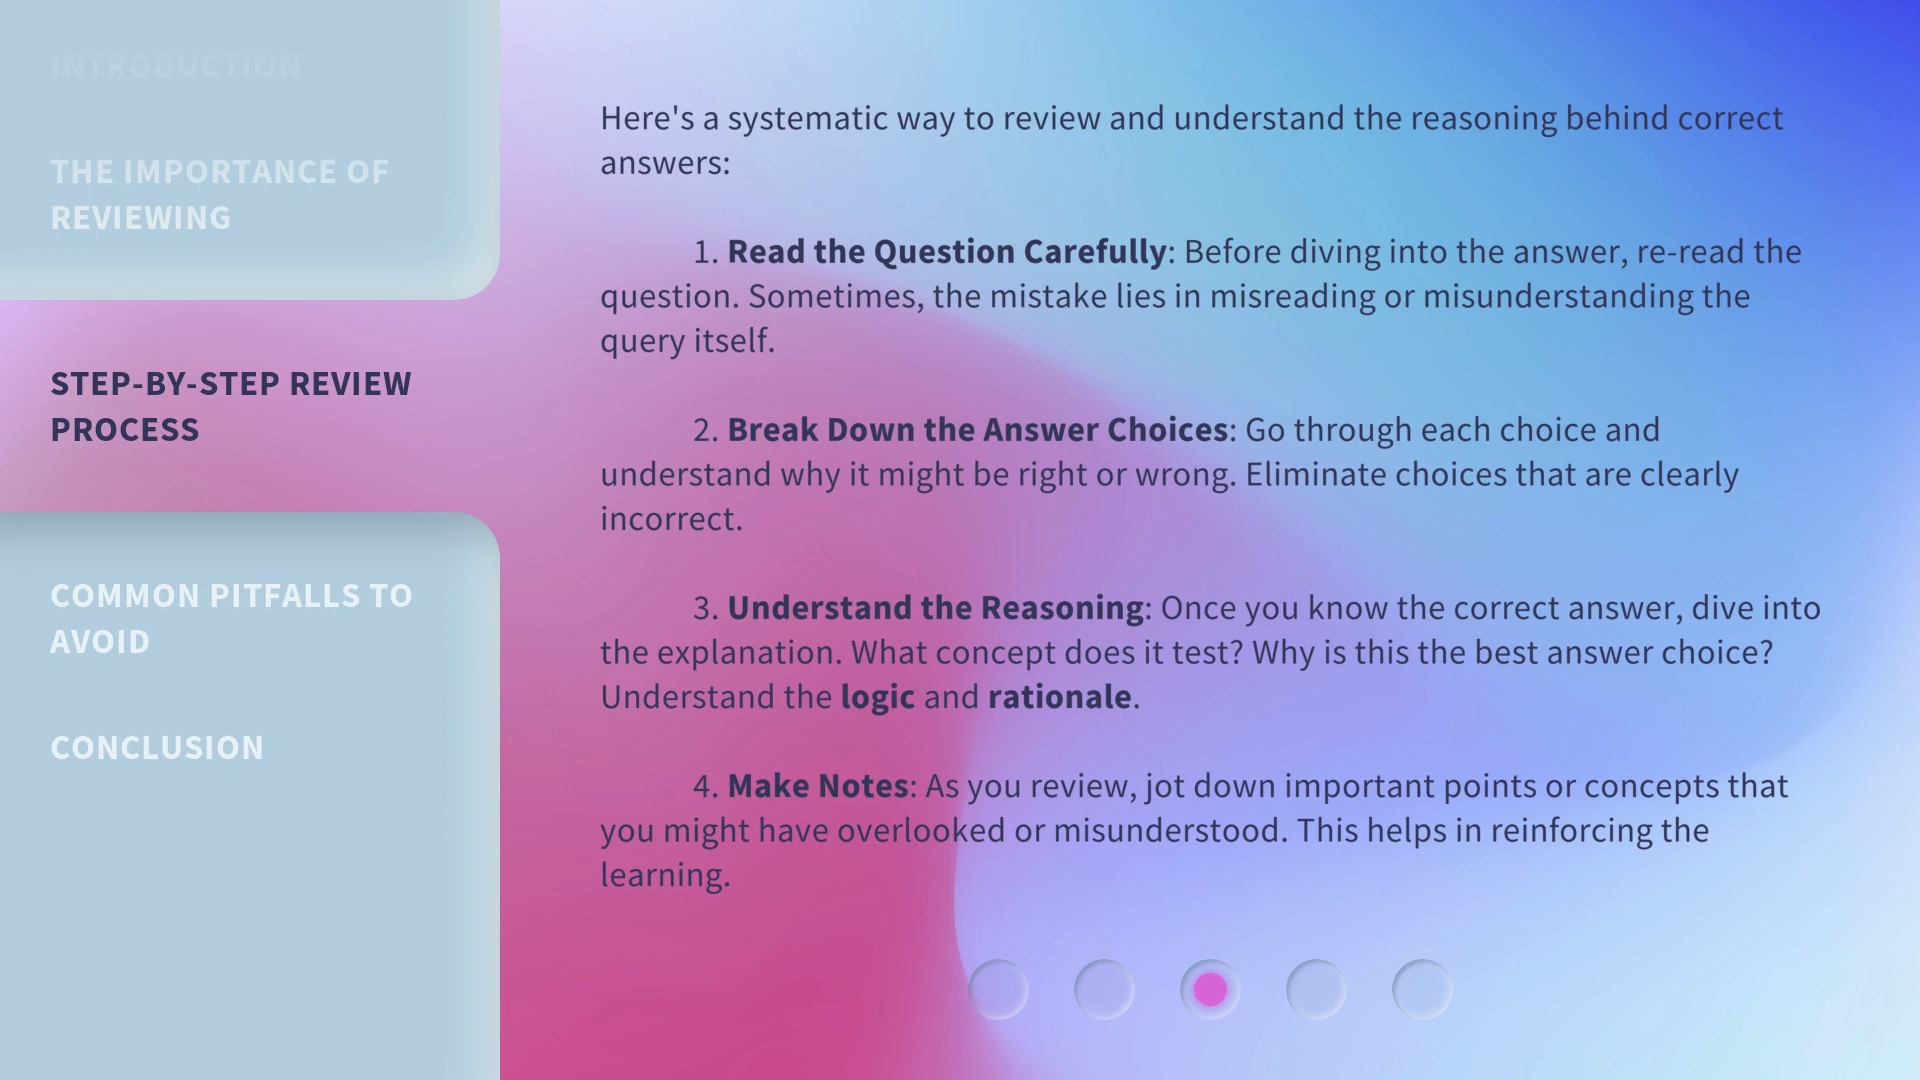 INTRODUCTION
THE IMPORTANCE OF
REVIEWING
STEP-BY-STEP REVIEW
PROCESS
COMMON PITFALLS TO
AVOID
CONCLUSION
Here's a systematic way to review and understand the reasoning behind correct
answers:
1. Read the Question Carefully: Before diving into the answer, re-read the
question. Sometimes, the mistake lies in misreading or misunderstanding the
query itself.
2. Break Down the Answer Choices: Go through each choice and
understand why it might be right or wrong. Eliminate choices that are clearly
incorrect.
3. Understand the Reasoning: Once you know the correct answer, dive into
the explanation. What concept does it test? Why is this the best answer choice?
Understand the logic and rationale.
4. Make Notes: As you review, jot down important points or concepts that
you might have overlooked or misunderstood. This helps in reinforcing the
learning.